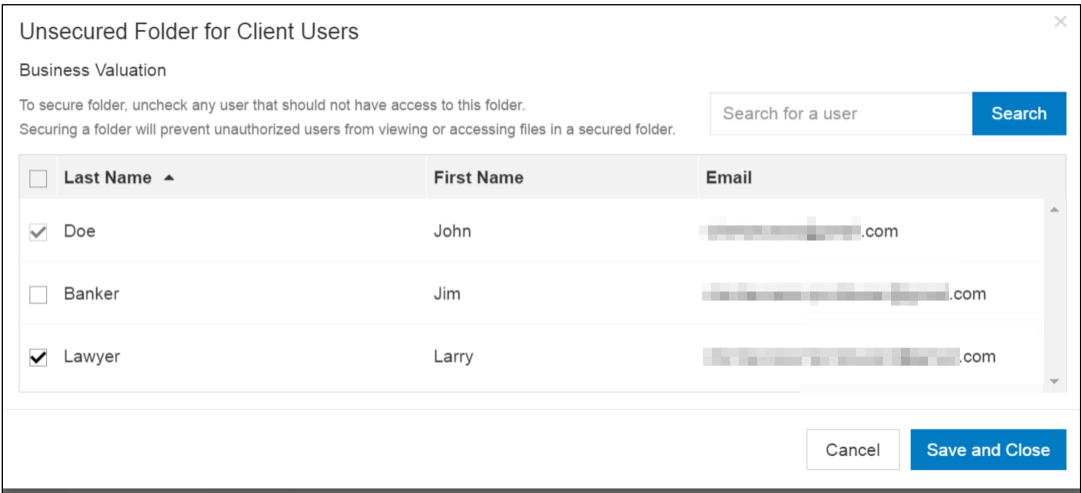 Unsecured Folder for Client Users
Business Valuation
To secure folder, uncheck any user that should not have access to this folder.
Securing a folder will prevent unauthorized users from viewing or accessing files in a secured folder.
Search for a user Search
Last Name First Name Email
Doe John .com
Banker Jim .com
Lawyer Larry .com
Cancel Save and Close